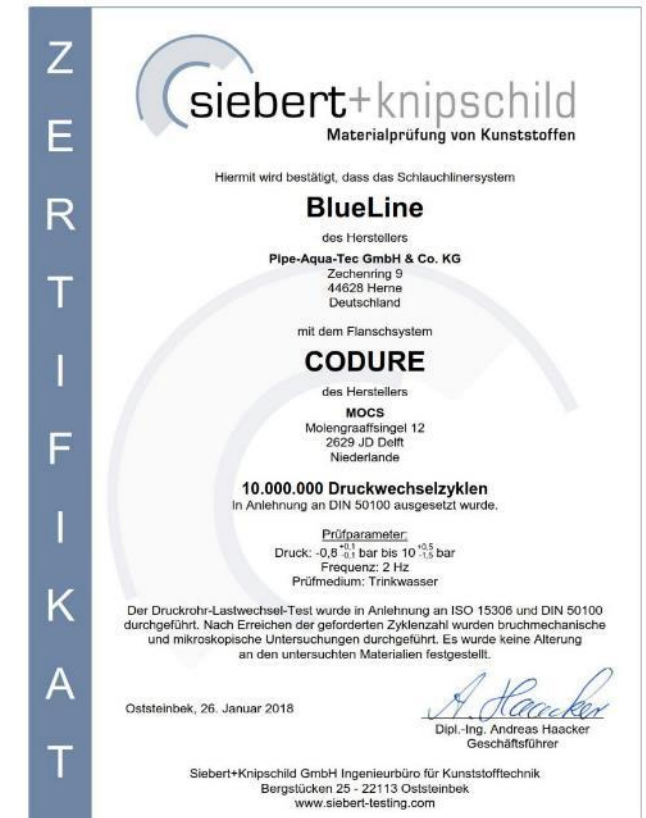 ZERTIFIKAT
siebert+knipschild
Materialprüfung von Kunststoffen
Hiermit wird bestätigt, dass das Schlauchlinersystem
BlueLine
des Herstellers
Pipe-Aqua-Tec GmbH & Co. KG
Zechenring 9
44628 Herne
Deutschland
mit dem Flanschsystem
CODURE
des Herstellers
MOCS
Molengraaffsingel 12
2629 JD Delft
Niederlande
10.000.000 Druckwechselzyklen
In Anlehnung an DIN 50100 ausgesetzt wurde.
Prüfparameter:
Druck: -0,8 +0,1 -0,1 bar bis 10 +0,5 -1,5 bar
Frequenz: 2 Hz
Prüfmedium: Trinkwasser
Der Druckrohr-Lastwechsel-Test wurde in Anlehnung an ISO 15306 und DIN 50100
durchgeführt. Nach Erreichen der geforderten Zyklenzahl wurden bruchmechanische
und mikroskopische Untersuchungen durchgeführt. Es wurde keine Alterung
an den untersuchten Materialien festgestellt.
Oststeinbek, 26. Januar 2018
A. Haacker
Dipl.-Ing. Andreas Haacker
Geschäftsführer
Siebert+Knipschild GmbH Ingenieurbüro für Kunststofftechnik
Bergstücken 25 - 22113 Oststeinbek
www.siebert-testing.com